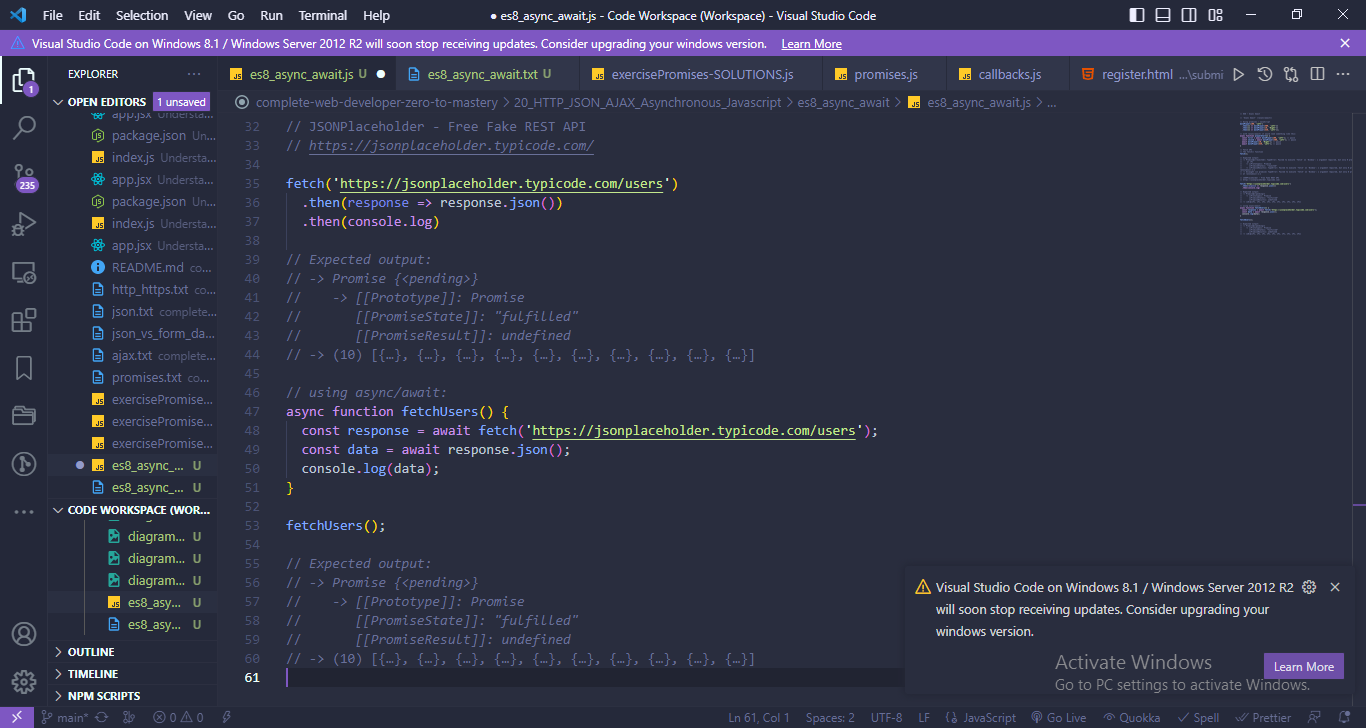 File Edit Selection View Go Run Terminal Help
● es8_async_await.js - Code Workspace (Workspace) - Visual Studio Code
Visual Studio Code on Windows 8.1 / Windows Server 2012 R2 will soon stop receiving updates. Consider upgrading your windows version. Learn More
EXPLORER
OPEN EDITORS 1 unsaved
app.jsx Understa...
package.json Un...
index.js Understa...
app.jsx Understa...
package.json Un...
index.js Understa...
app.jsx Understa...
README.md co...
http_https.txt co...
json.txt complete...
json_vs_form_da...
ajax.txt complete...
promises.txt co...
exercisePromise...
exercisePromise...
exercisePromise...
es8_async_... U
es8_async_... U
CODE WORKSPACE (WOR...
diagram... U
diagram... U
diagram... U
es8_asy... U
es8_asy... U
OUTLINE
TIMELINE
NPM SCRIPTS
1
235
JS es8_async_await.js U ●
es8_async_await.txt U
JS exercisePromises-SOLUTIONS.js
JS promises.js
JS callbacks.js
register.html ...\submi
complete-web-developer-zero-to-mastery > 20_HTTP_JSON_AJAX_Asynchronous_Javascript > es8_async_await > JS es8_async_await.js > ...
32 // JSONPlaceholder - Free Fake REST API
33 // https://jsonplaceholder.typicode.com/
34
35 fetch('https://jsonplaceholder.typicode.com/users')
36 .then(response => response.json())
37 .then(console.log)
38
39 // Expected output:
40 // -> Promise {<pending>}
41 // -> [[Prototype]]: Promise
42 // [[PromiseState]]: "fulfilled"
43 // [[PromiseResult]]: undefined
44 // -> (10) [{…}, {…}, {…}, {…}, {…}, {…}, {…}, {…}, {…}, {…}]
45
46 // using async/await:
47 async function fetchUsers() {
48 const response = await fetch('https://jsonplaceholder.typicode.com/users');
49 const data = await response.json();
50 console.log(data);
51 }
52
53 fetchUsers();
54
55 // Expected output:
56 // -> Promise {<pending>}
57 // -> [[Prototype]]: Promise
58 // [[PromiseState]]: "fulfilled"
59 // [[PromiseResult]]: undefined
60 // -> (10) [{…}, {…}, {…}, {…}, {…}, {…}, {…}, {…}, {…}, {…}]
61
Visual Studio Code on Windows 8.1 / Windows Server 2012 R2
will soon stop receiving updates. Consider upgrading your
windows version.
Learn More
Activate Windows
Go to PC settings to activate Windows.
main* 0 0
Ln 61, Col 1 Spaces: 2 UTF-8 LF JavaScript Go Live Quokka Spell Prettier